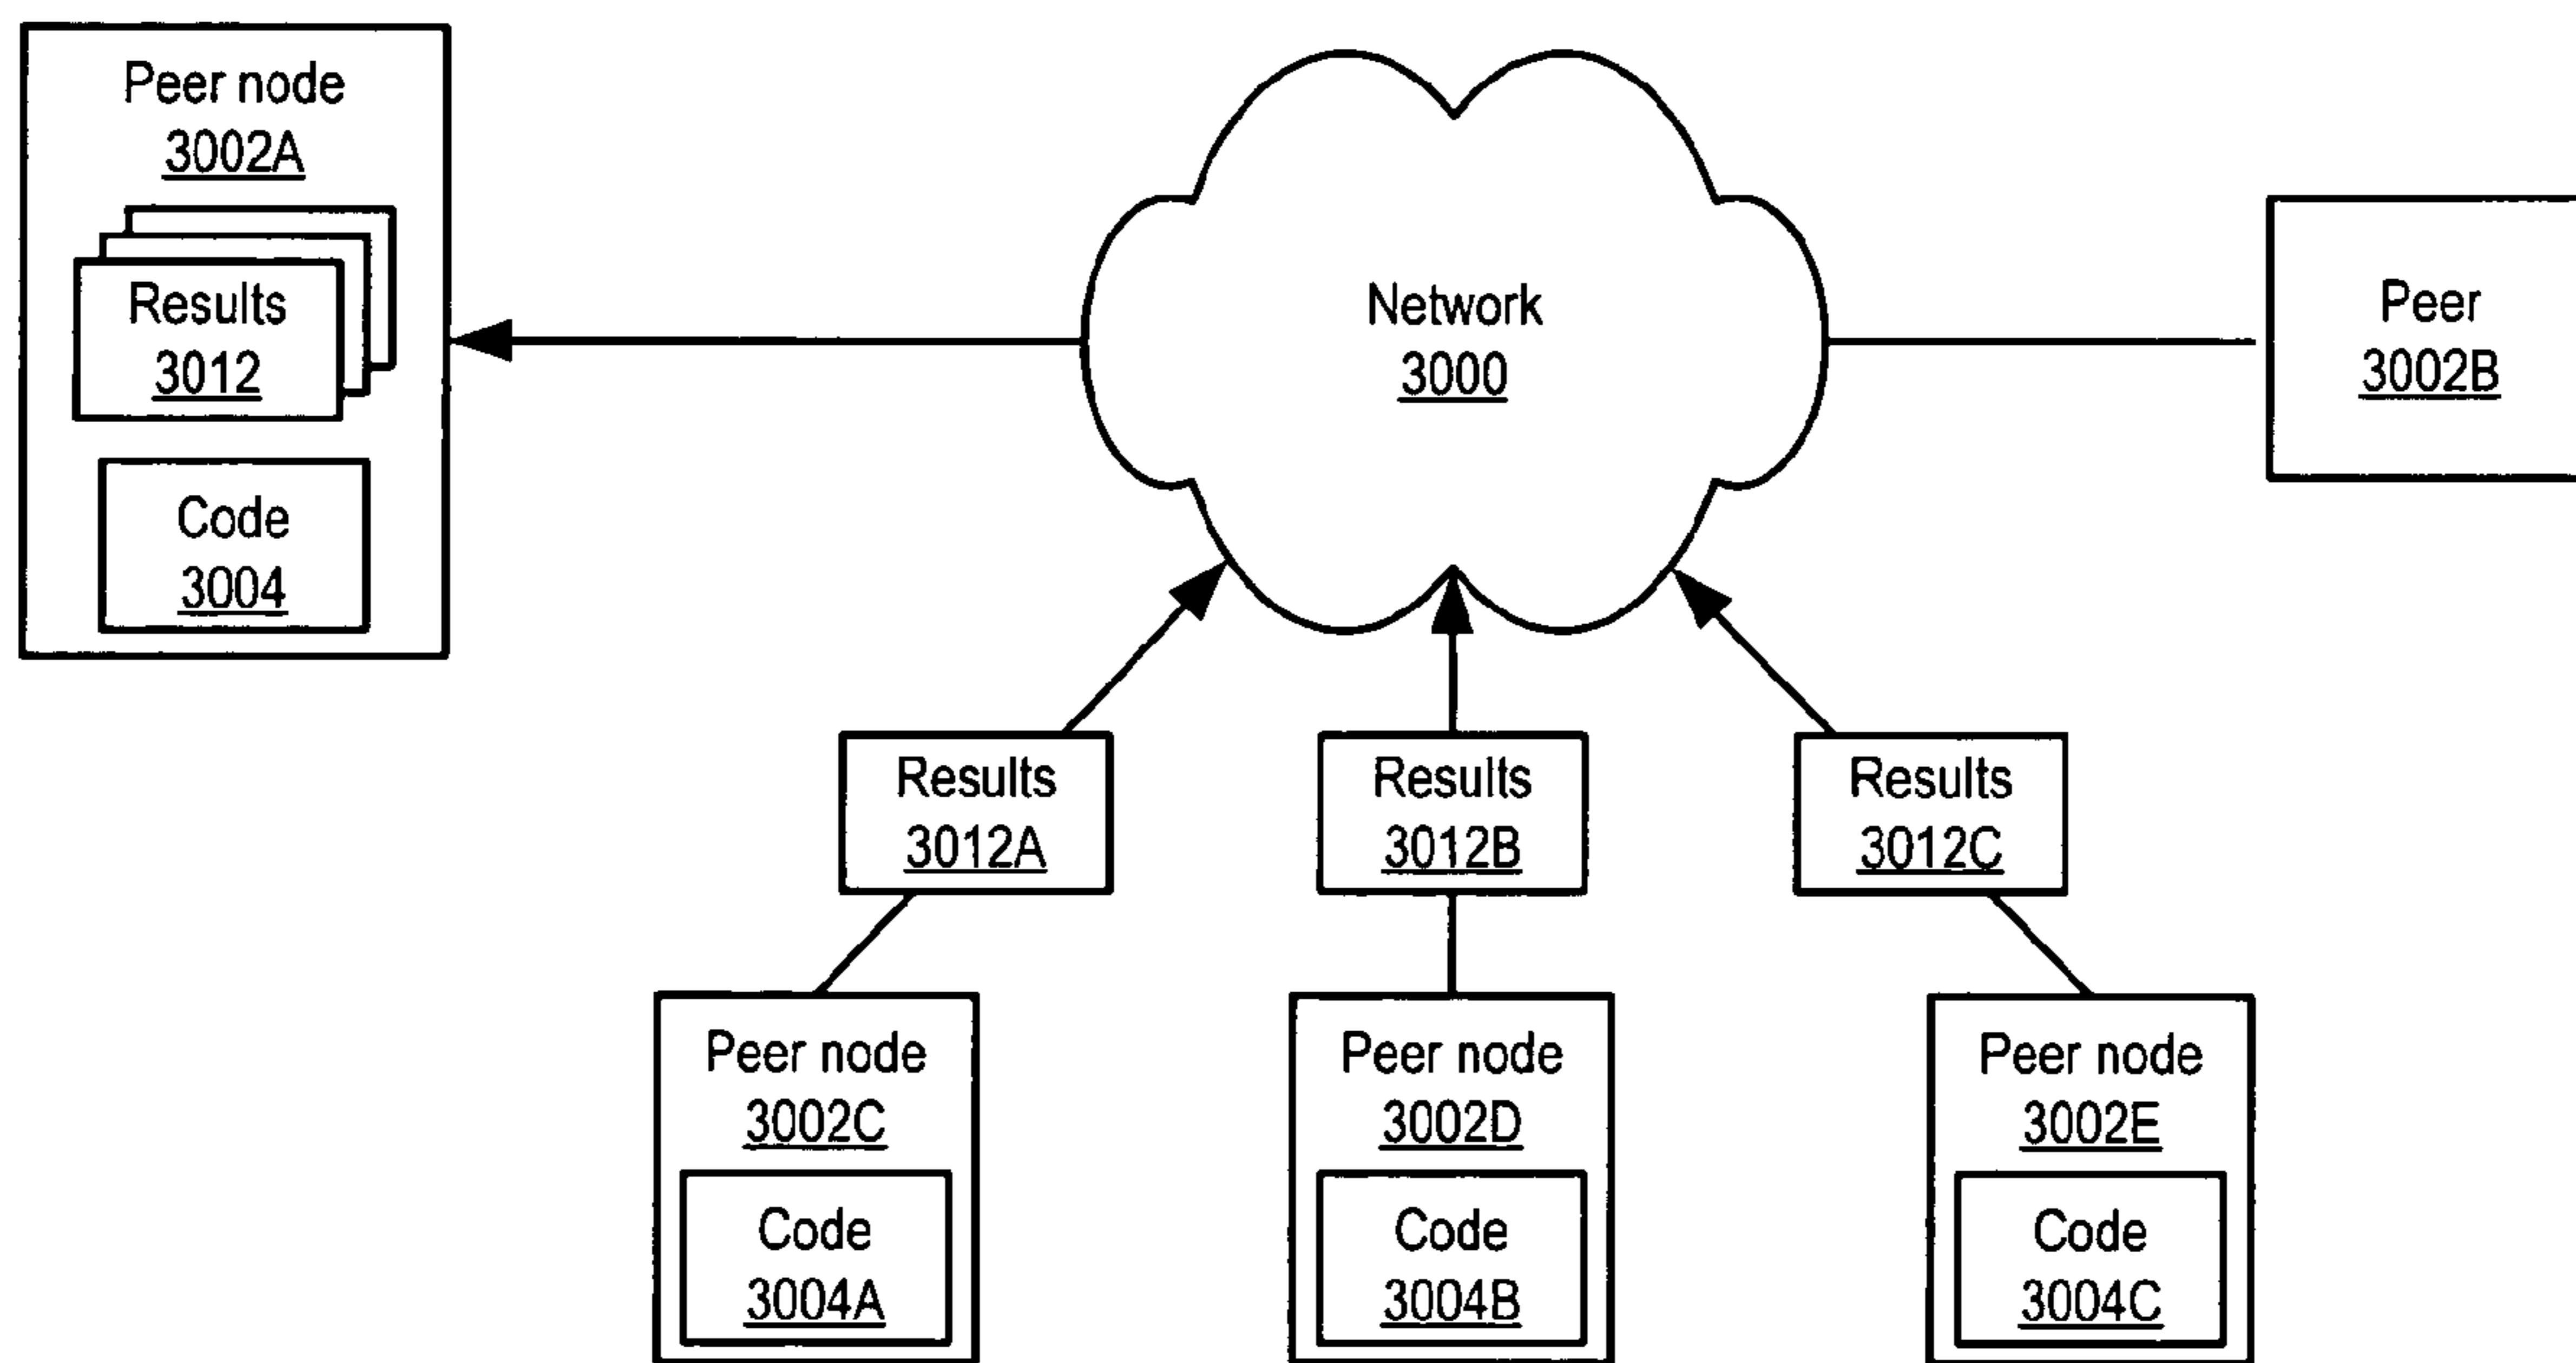 Peer node
3002A
Results
3012
Code
3004
Network
3000
Peer
3002B
Results
3012A
Results
3012B
Results
3012C
Peer node
3002C
Code
3004A
Peer node
3002D
Code
3004B
Peer node
3002E
Code
3004C